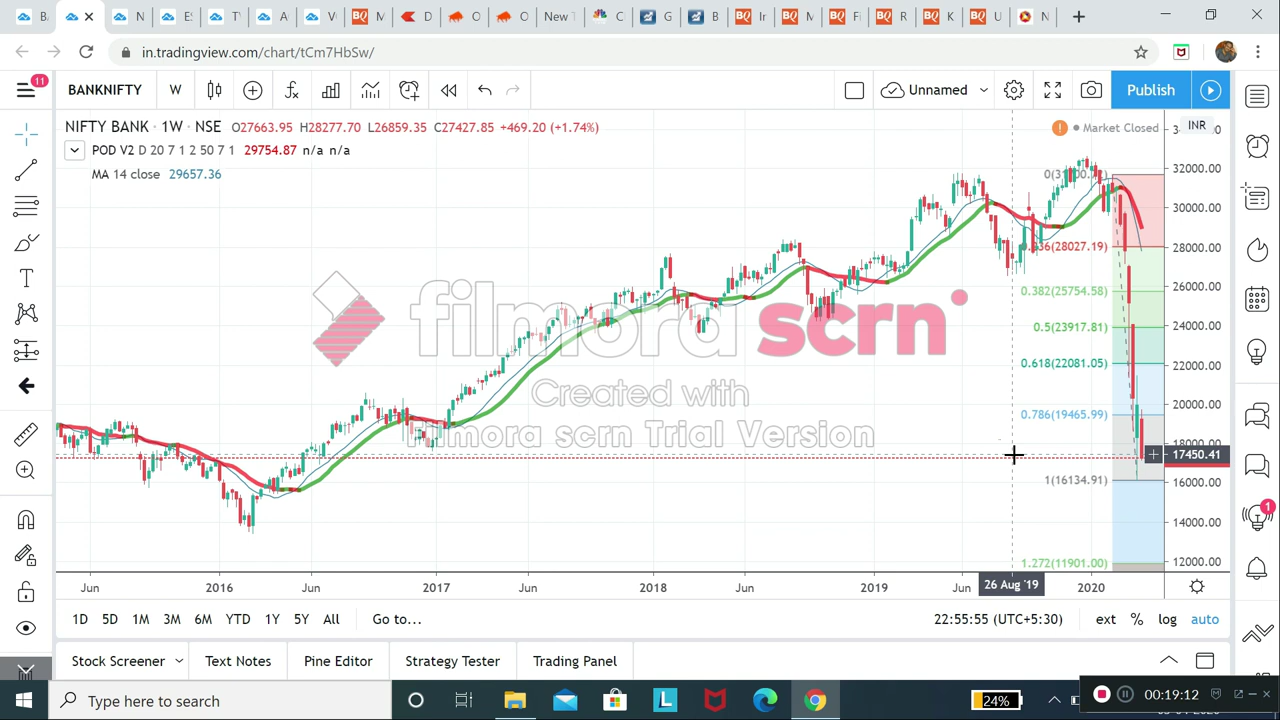 in.tradingview.com/chart/tCm7HbSw/
11
BANKNIFTY
W
Unnamed
Publish
NIFTY BANK · 1W · NSE O27663.95 H28277.70 L26859.35 C27427.85 +469.20 (+1.74%)
Market Closed
INR
POD V2 D 20 7 1 2 50 7 1 29754.87 n/a n/a
MA 14 close 29657.36
32000.00
30000.00
0.236(28027.19)
28000.00
0.382(25754.58)
26000.00
0.5(23917.81)
24000.00
0.618(22081.05)
22000.00
0.786(19465.99)
20000.00
18000.00
17450.41
1(16134.91)
16000.00
14000.00
1.272(11901.00)
12000.00
filmora scrn
Created with
Filmora scrn Trial Version
Jun 2016 Jun 2017 Jun 2018 Jun 2019 Jun 26 Aug '19 2020
1D 5D 1M 3M 6M YTD 1Y 5Y All Go to...
22:55:55 (UTC+5:30) ext % log auto
Stock Screener Text Notes Pine Editor Strategy Tester Trading Panel
1
Type here to search
24%
00:19:12